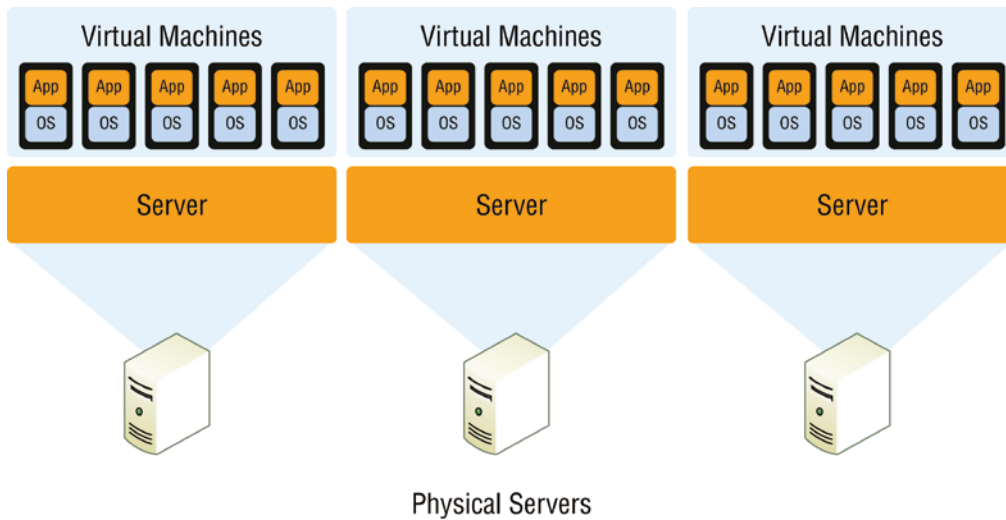 Virtual Machines Virtual Machines Virtual Machines
App App App App App App App App App App App App App App App
OS OS OS OS OS OS OS OS OS OS OS OS OS OS OS
Server Server Server
Physical Servers